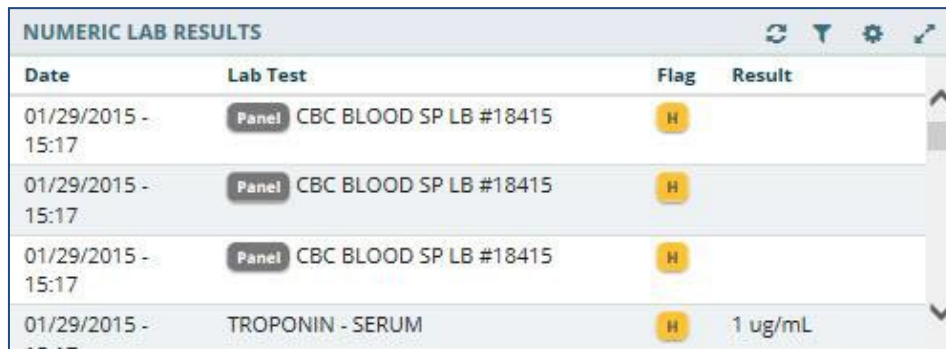 NUMERIC LAB RESULTS
Date Lab Test Flag Result
01/29/2015 - Panel CBC BLOOD SP LB #18415 H
15:17
01/29/2015 - Panel CBC BLOOD SP LB #18415 H
15:17
01/29/2015 - Panel CBC BLOOD SP LB #18415 H
15:17
01/29/2015 - TROPONIN - SERUM H 1 ug/mL